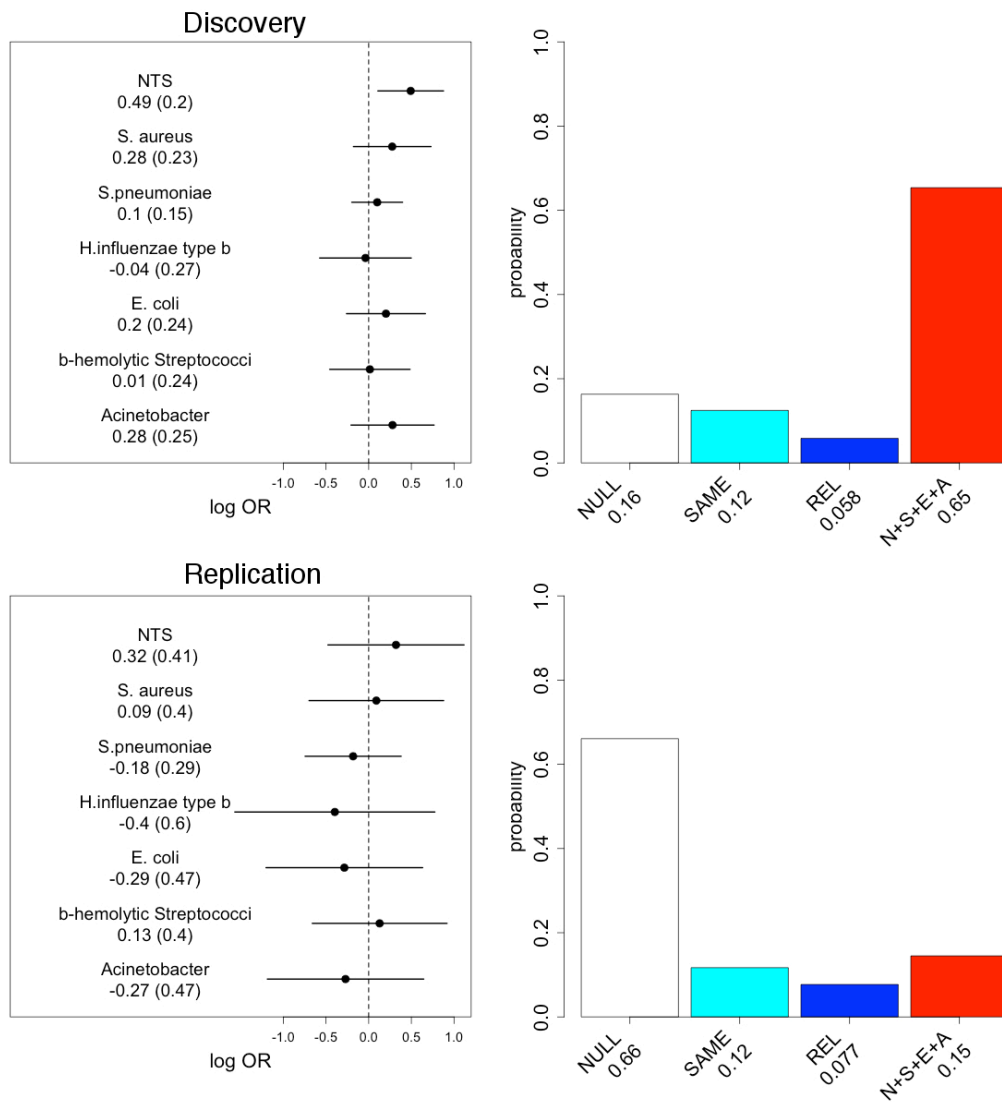 Discovery
NTS
0.49 (0.2)
S. aureus
0.28 (0.23)
S.pneumoniae
0.1 (0.15)
H.influenzae type b
-0.04 (0.27)
E. coli
0.2 (0.24)
b-hemolytic Streptococci
0.01 (0.24)
Acinetobacter
0.28 (0.25)
-1.0 -0.5 0.0 0.5 1.0
log OR
probability
1.0
0.8
0.6
0.4
0.2
0.0
NULL
0.16
SAME
0.12
REL
0.058
N+S+E+A
0.65
Replication
NTS
0.32 (0.41)
S. aureus
0.09 (0.4)
S.pneumoniae
-0.18 (0.29)
H.influenzae type b
-0.4 (0.6)
E. coli
-0.29 (0.47)
b-hemolytic Streptococci
0.13 (0.4)
Acinetobacter
-0.27 (0.47)
-1.0 -0.5 0.0 0.5 1.0
log OR
probability
1.0
0.8
0.6
0.4
0.2
0.0
NULL
0.66
SAME
0.12
REL
0.077
N+S+E+A
0.15